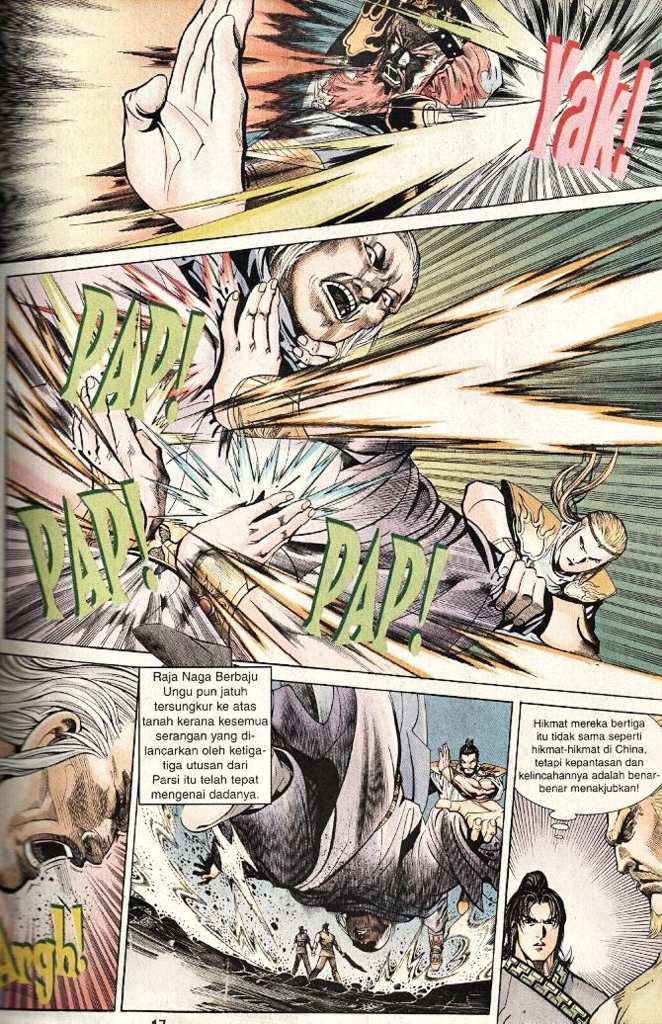 Yak!
PAP!
PAP!
PAP!
Raja Naga Berbaju
Ungu pun jatuh
tersungkur ke atas
tanah kerana kesemua
serangan yang di-
lancarkan oleh ketiga-
tiga utusan dari
Parsi itu telah tepat
mengenai dadanya.
Argh!
Hikmat mereka bertiga
itu tidak sama seperti
hikmat-hikmat di China,
tetapi kepantasan dan
kelincahannya adalah benar-
benar menakjubkan!
17